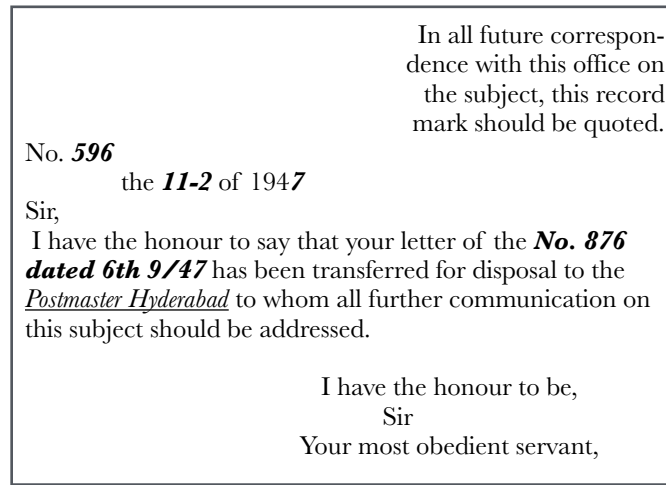 In all future correspon-
dence with this office on
the subject, this record
mark should be quoted.
No. 596
the 11-2 of 1947
Sir,
I have the honour to say that your letter of the No. 876
dated 6th 9/47 has been transferred for disposal to the
Postmaster Hyderabad to whom all further communication on
this subject should be addressed.
I have the honour to be,
Sir
Your most obedient servant,